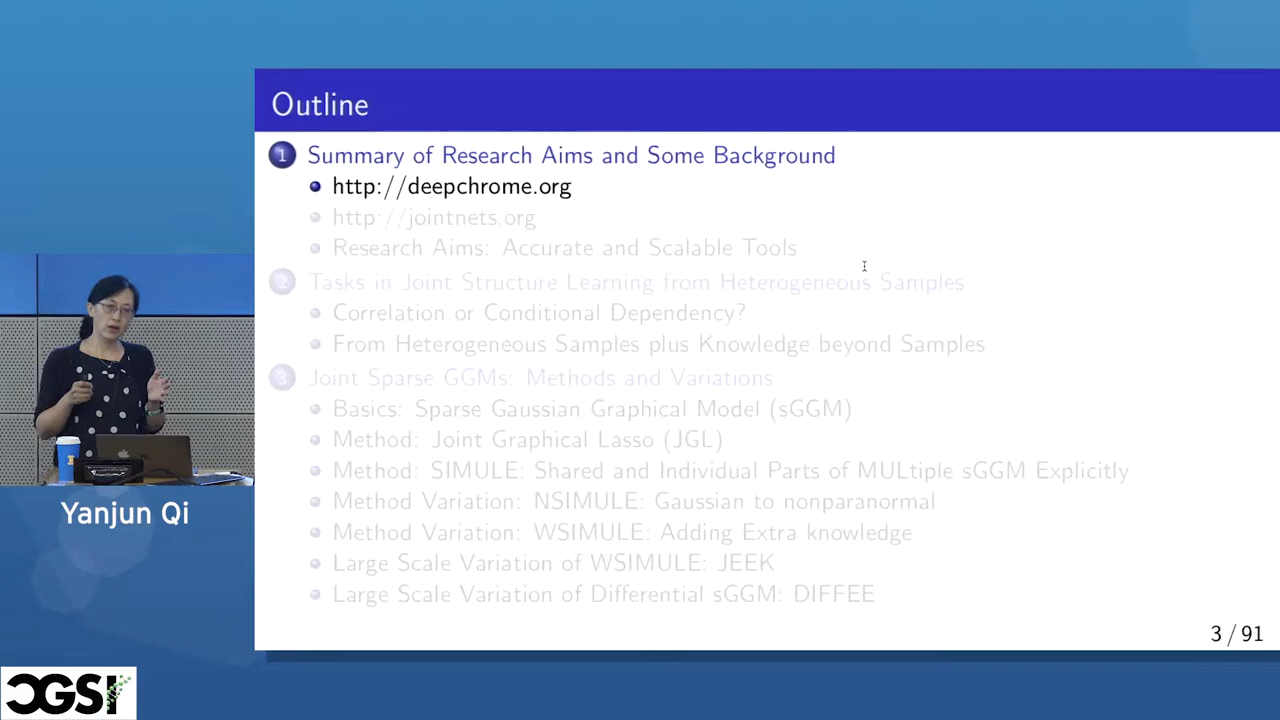 Outline
1 Summary of Research Aims and Some Background
http://deepchrome.org
http://jointnets.org
Research Aims: Accurate and Scalable Tools
2 Tasks in Joint Structure Learning from Heterogeneous Samples
Correlation or Conditional Dependency?
From Heterogeneous Samples plus Knowledge beyond Samples
3 Joint Sparse GGMs: Methods and Variations
Basics: Sparse Gaussian Graphical Model (sGGM)
Method: Joint Graphical Lasso (JGL)
Method: SIMULE: Shared and Individual Parts of MULtiple sGGM Explicitly
Method Variation: NSIMULE: Gaussian to nonparanormal
Method Variation: WSIMULE: Adding Extra knowledge
Large Scale Variation of WSIMULE: JEEK
Large Scale Variation of Differential sGGM: DIFFEE
3 / 91
Yanjun Qi
CGSI